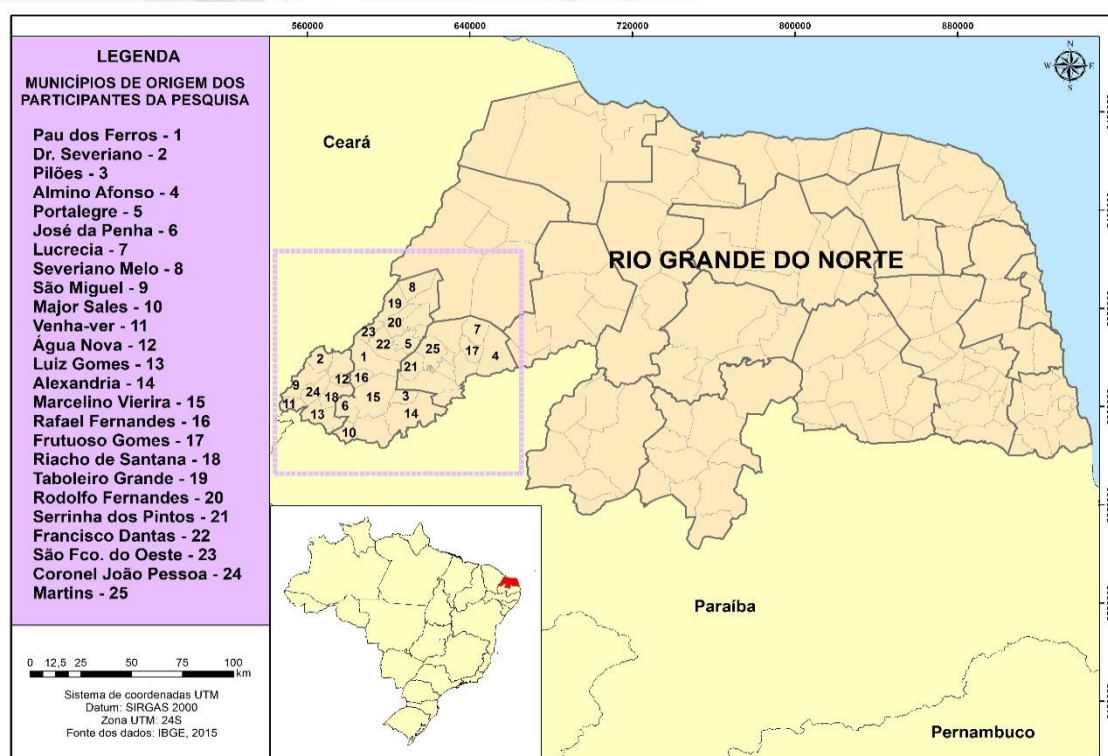 560000 640000 720000 800000 880000
LEGENDA
MUNICÍPIOS DE ORIGEM DOS
PARTICIPANTES DA PESQUISA
Pau dos Ferros - 1
Dr. Severiano - 2
Pilões - 3
Almino Afonso - 4
Portalegre - 5
José da Penha - 6
Lucrecia - 7
Severiano Melo - 8
São Miguel - 9
Major Sales - 10
Venha-ver - 11
Água Nova - 12
Luiz Gomes - 13
Alexandria - 14
Marcelino Vierira - 15
Rafael Fernandes - 16
Frutuoso Gomes - 17
Riacho de Santana - 18
Taboleiro Grande - 19
Rodolfo Fernandes - 20
Serrinha dos Pintos - 21
Francisco Dantas - 22
São Fco. do Oeste - 23
Coronel João Pessoa - 24
Martins - 25
0 12,5 25 50 75 100
km
Sistema de coordenadas UTM
Datum: SIRGAS 2000
Zona UTM: 24S
Fonte dos dados: IBGE, 2015
N
W E
S
Ceará
RIO GRANDE DO NORTE
8
19
20
23
7
22 5
25 17
2 1 4
21
12 16
9
24 18 15 3
11 6
13 14
10
Paraíba
Pernambuco